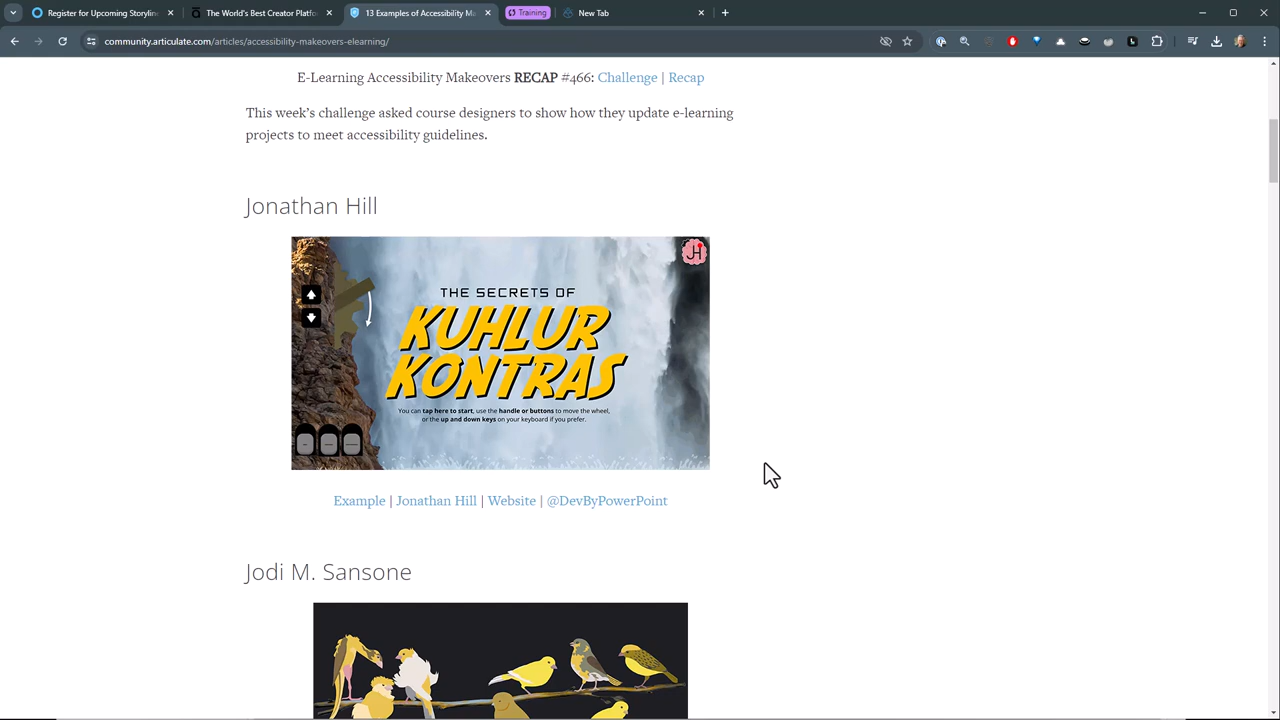 Register for Upcoming Storyline
The World's Best Creator Platfor
13 Examples of Accessibility Ma
Training
New Tab
community.articulate.com/articles/accessibility-makeovers-elearning/
E-Learning Accessibility Makeovers RECAP #466: Challenge | Recap
This week's challenge asked course designers to show how they update e-learning
projects to meet accessibility guidelines.
Jonathan Hill
JH
THE SECRETS OF
KUHLUR
KONTRAS
You can tap here to start, use the handle or buttons to move the wheel,
or the up and down keys on your keyboard if you prefer.
Example | Jonathan Hill | Website | @DevByPowerPoint
Jodi M. Sansone